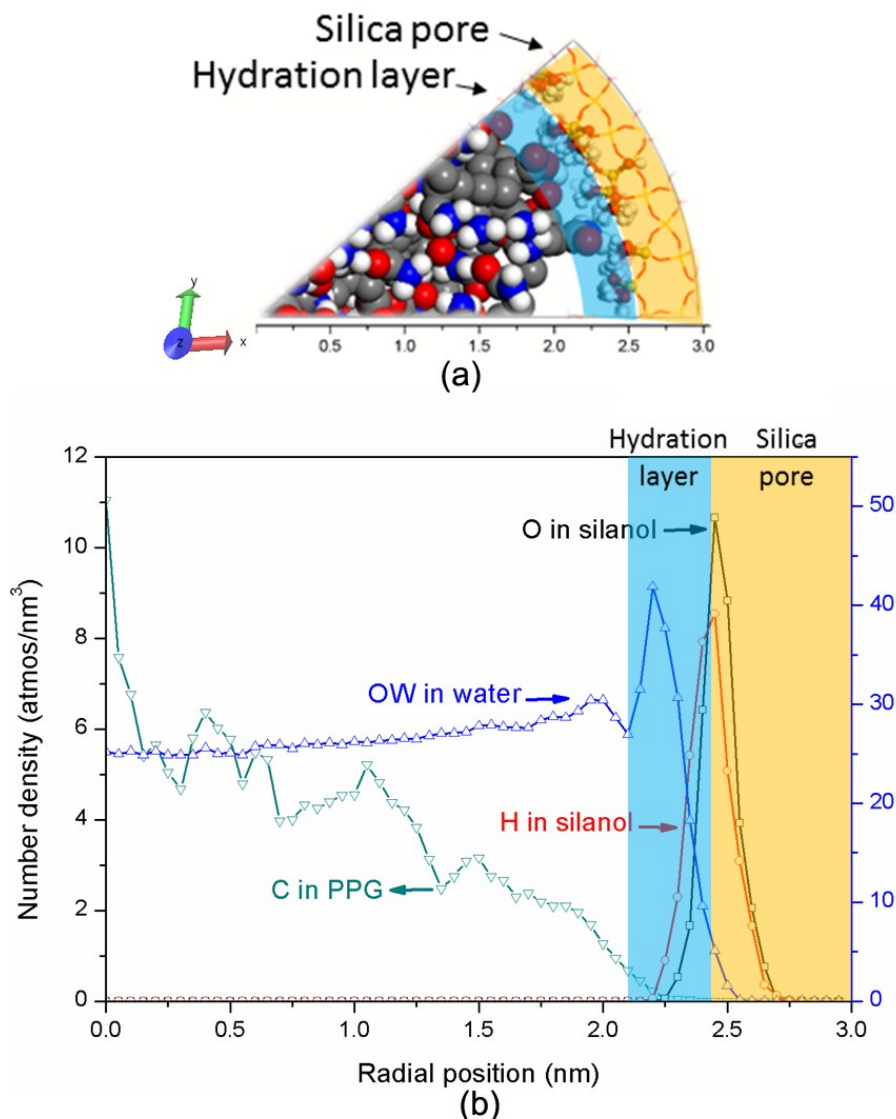 Silica pore
Hydration layer
y
z
x
0.5 1.0 1.5 2.0 2.5 3.0
(a)
Hydration Silica
layer pore
12
10
8
6
4
2
0
50
40
30
20
10
0
Number density (atmos/nm³)
O in silanol
OW in water
H in silanol
C in PPG
0.0 0.5 1.0 1.5 2.0 2.5 3.0
Radial position (nm)
(b)